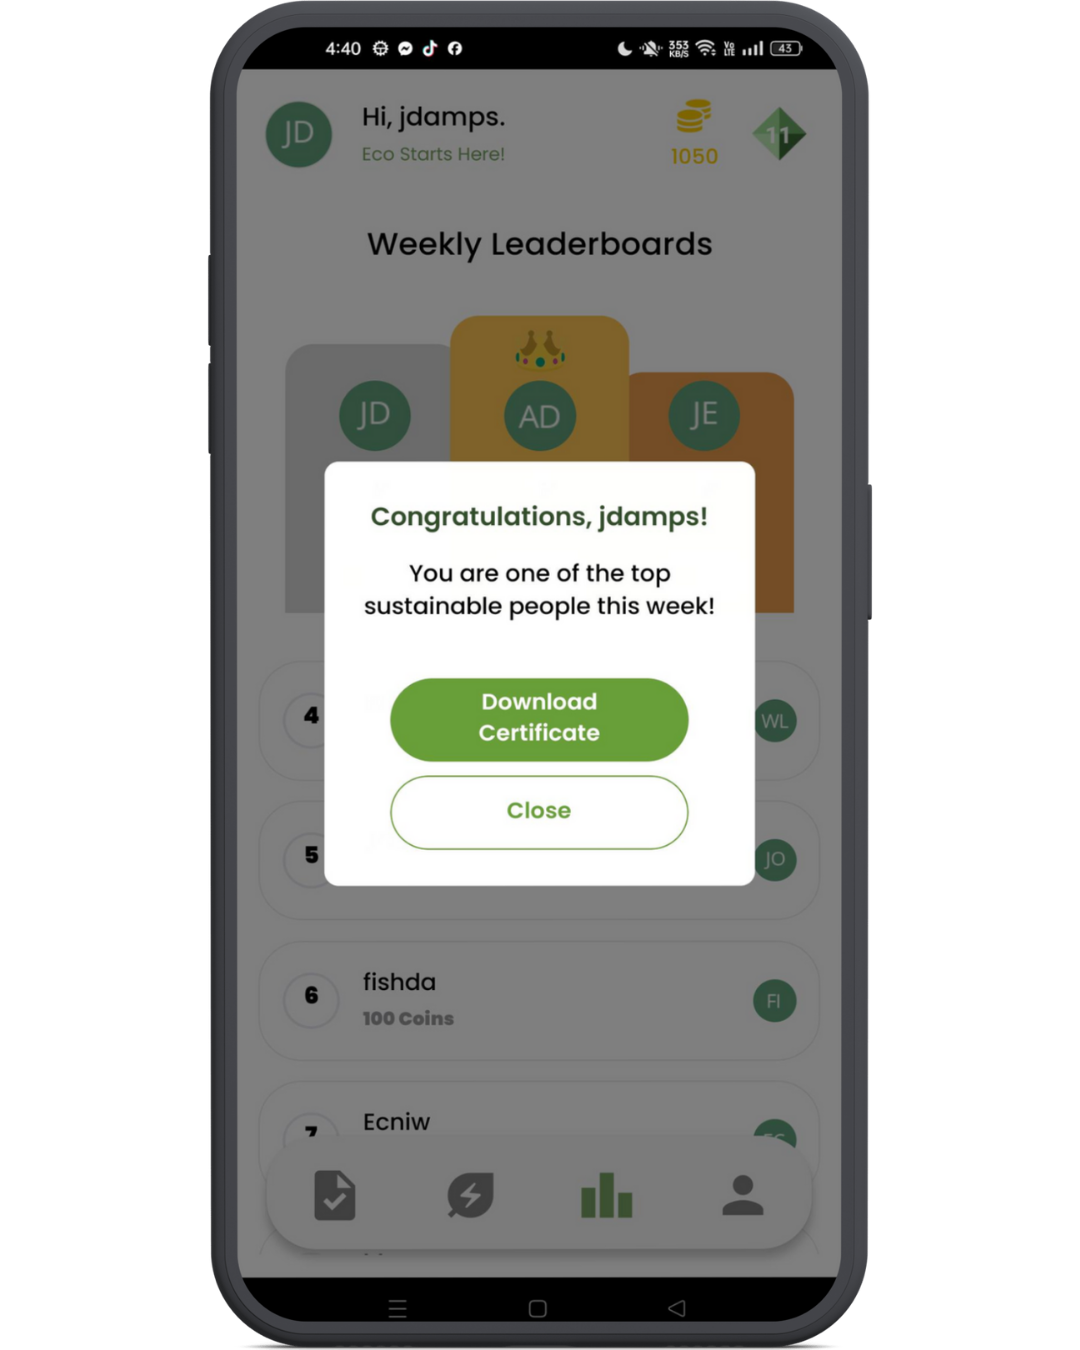 4:40
353
KB/S
Vo
LTE
43
JD
Hi, jdamps.
Eco Starts Here!
1050
11
Weekly Leaderboards
JD
AD
JE
Congratulations, jdamps!
You are one of the top
sustainable people this week!
Download
Certificate
Close
4
WL
5
JO
6
fishda
100 Coins
FI
7
Ecniw